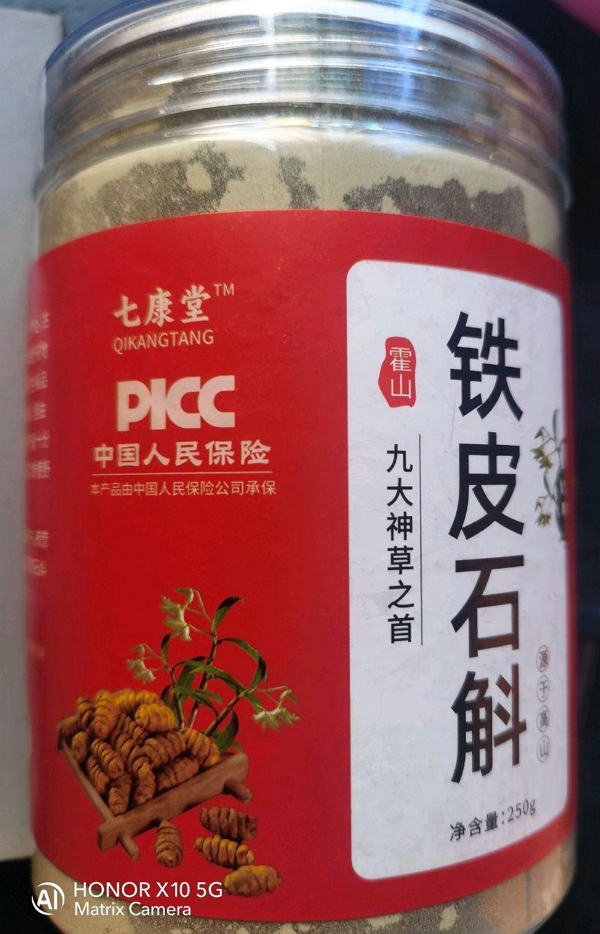 七康堂™
QIKANGTANG
PICC
中国人民保险
本产品由中国人民保险公司承保
霍山
九大神草之首
铁皮石斛
源于高山
净含量:250g
HONOR X10 5G
Matrix Camera